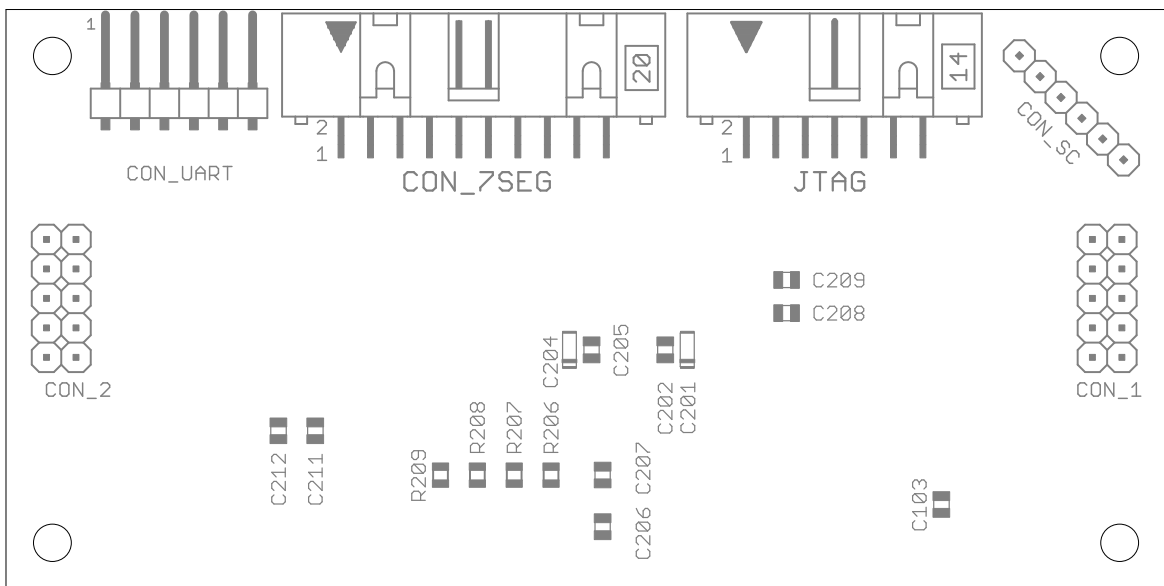 1
20
14
2
1
2
1
CON_UART
CON_7SEG
JTAG
CON_SC
C209
C208
C204
C205
C202
C201
CON_2
CON_1
R208
R207
R206
C212
C211
R209
C207
C206
C103